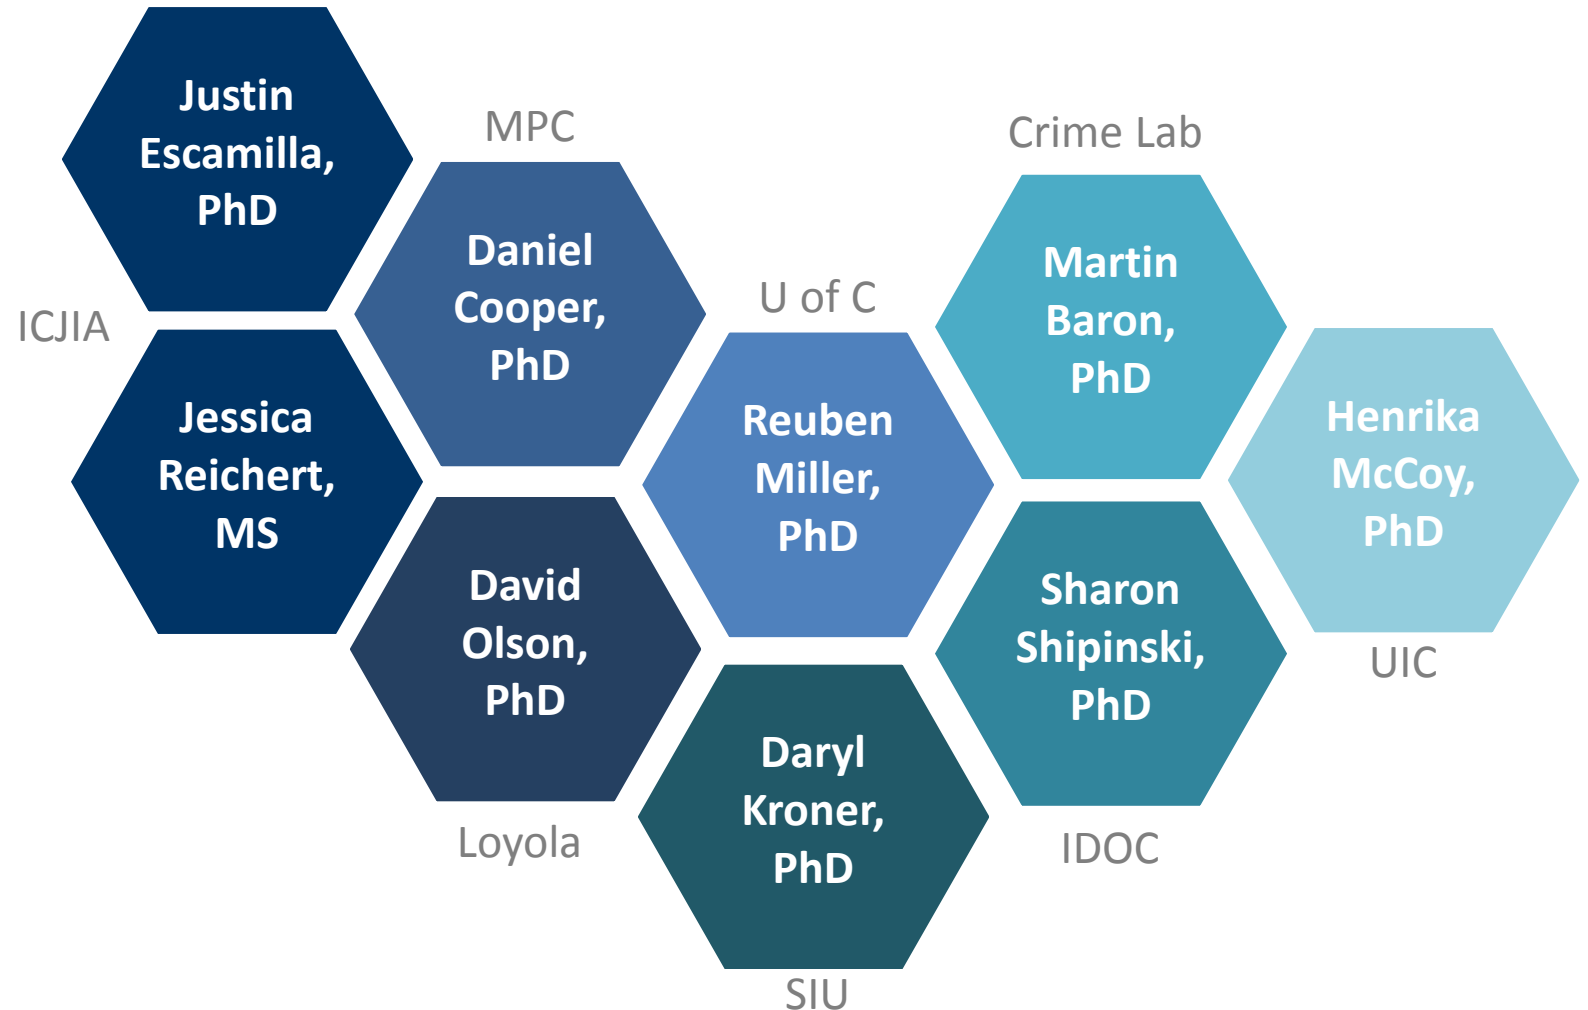 Justin
Escamilla,
PhD
ICJIA
Jessica
Reichert,
MS
MPC
Daniel
Cooper,
PhD
David
Olson,
PhD
Loyola
U of C
Reuben
Miller,
PhD
Daryl
Kroner,
PhD
SIU
Crime Lab
Martin
Baron,
PhD
Sharon
Shipinski,
PhD
IDOC
Henrika
McCoy,
PhD
UIC